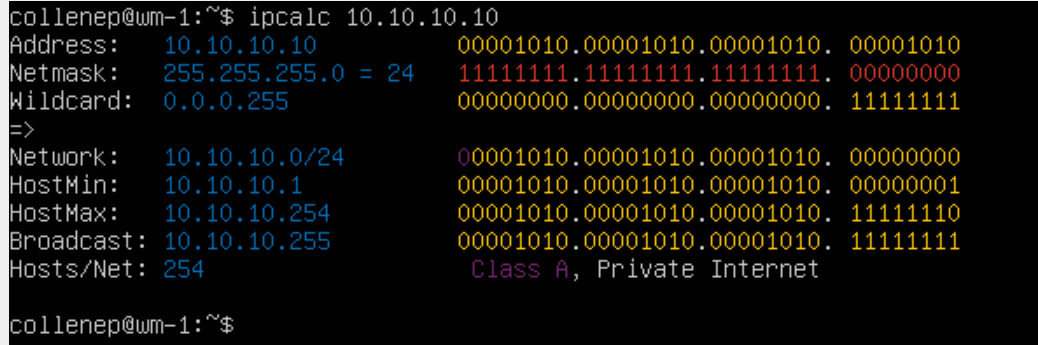 collenep@wm-1:~$ ipcalc 10.10.10.10
Address:   10.10.10.10          00001010.00001010.00001010. 00001010
Netmask:   255.255.255.0 = 24   11111111.11111111.11111111. 00000000
Wildcard:  0.0.0.255            00000000.00000000.00000000. 11111111
=>
Network:   10.10.10.0/24        00001010.00001010.00001010. 00000000
HostMin:   10.10.10.1           00001010.00001010.00001010. 00000001
HostMax:   10.10.10.254         00001010.00001010.00001010. 11111110
Broadcast: 10.10.10.255         00001010.00001010.00001010. 11111111
Hosts/Net: 254                   Class A, Private Internet
collenep@wm-1:~$